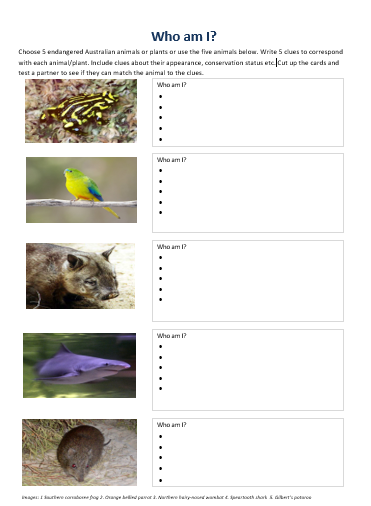 Who am I?
Choose 5 endangered Australian animals or plants or use the five animals below. Write 5 clues to correspond
with each animal/plant. Include clues about their appearance, conservation status etc. Cut up the cards and
test a partner to see if they can match the animal to the clues.
Who am I?
•
•
•
•
•
Who am I?
•
•
•
•
•
Who am I?
•
•
•
•
•
Who am I?
•
•
•
•
•
Who am I?
•
•
•
•
•
Images: 1 Southern corroboree frog 2. Orange bellied parrot 3. Northern hairy-nosed wombat 4. Speartooth shark 5. Gilbert's potoroo